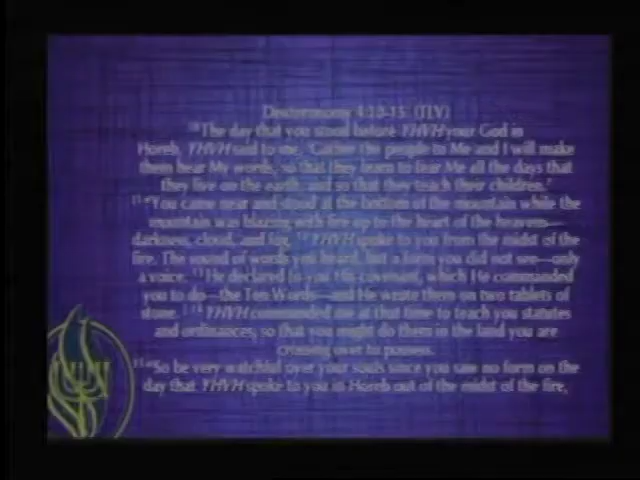 Deuteronomy 4:10-15 (TLV)
10 The day that you stood before YHVH your God in
Horeb, YHVH said to me, 'Gather the people to Me and I will make
them hear My words, so that they learn to fear Me all the days that
they live on the earth, and so that they teach their children.'
11 "You came near and stood at the bottom of the mountain while the
mountain was blazing with fire up to the heart of the heavens—
darkness, cloud, and fog. 12 YHVH spoke to you from the midst of the
fire. The sound of words you heard, but a form you did not see—only
a voice. 13 He declared to you His covenant, which He commanded
you to do—the Ten Words—and He wrote them on two tablets of
stone. 14 YHVH commanded me at that time to teach you statutes
and ordinances, so that you might do them in the land you are
crossing over to possess.
15 "So be very watchful over your souls since you saw no form on the
day that YHVH spoke to you in Horeb out of the midst of the fire,